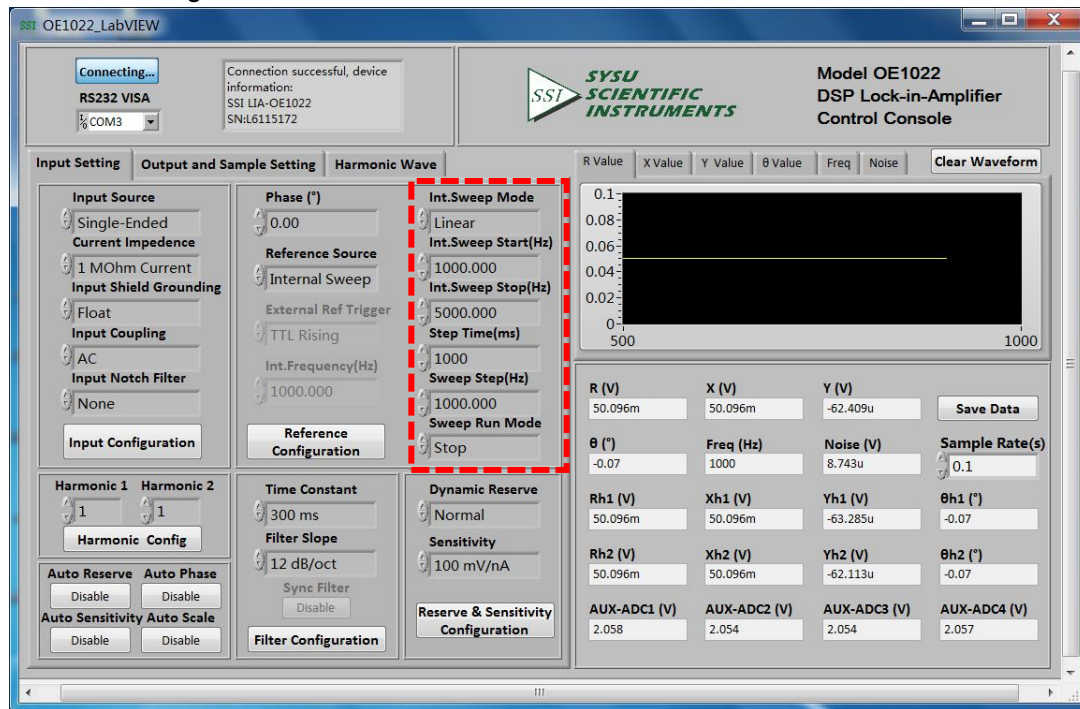 SSI OE1022_LabVIEW
Connecting...
RS232 VISA
COM3
Connection successful, device
information:
SSI LIA-OE1022
SN:L6115172
SSI
SYSU
SCIENTIFIC
INSTRUMENTS
Model OE1022
DSP Lock-in-Amplifier
Control Console
Input Setting
Output and Sample Setting
Harmonic Wave
Input Source
Single-Ended
Current Impedence
1 MOhm Current
Input Shield Grounding
Float
Input Coupling
AC
Input Notch Filter
None
Input Configuration
Phase (°)
0.00
Reference Source
Internal Sweep
External Ref Trigger
TTL Rising
Int.Frequency(Hz)
1000.000
Reference
Configuration
Int.Sweep Mode
Linear
Int.Sweep Start(Hz)
1000.000
Int.Sweep Stop(Hz)
5000.000
Step Time(ms)
1000
Sweep Step(Hz)
1000.000
Sweep Run Mode
Stop
Harmonic 1 Harmonic 2
1 1
Harmonic Config
Auto Reserve Auto Phase
Disable Disable
Auto Sensitivity Auto Scale
Disable Disable
Time Constant
300 ms
Filter Slope
12 dB/oct
Sync Filter
Disable
Filter Configuration
Dynamic Reserve
Normal
Sensitivity
100 mV/nA
Reserve & Sensitivity
Configuration
R Value X Value Y Value θ Value Freq Noise Clear Waveform
0.1
0.08
0.06
0.04
0.02
0
500 1000
R (V) X (V) Y (V)
50.096m 50.096m -62.409u Save Data
θ (°) Freq (Hz) Noise (V) Sample Rate(s)
-0.07 1000 8.743u 0.1
Rh1 (V) Xh1 (V) Yh1 (V) θh1 (°)
50.096m 50.096m -63.285u -0.07
Rh2 (V) Xh2 (V) Yh2 (V) θh2 (°)
50.096m 50.096m -62.113u -0.07
AUX-ADC1 (V) AUX-ADC2 (V) AUX-ADC3 (V) AUX-ADC4 (V)
2.058 2.054 2.054 2.057